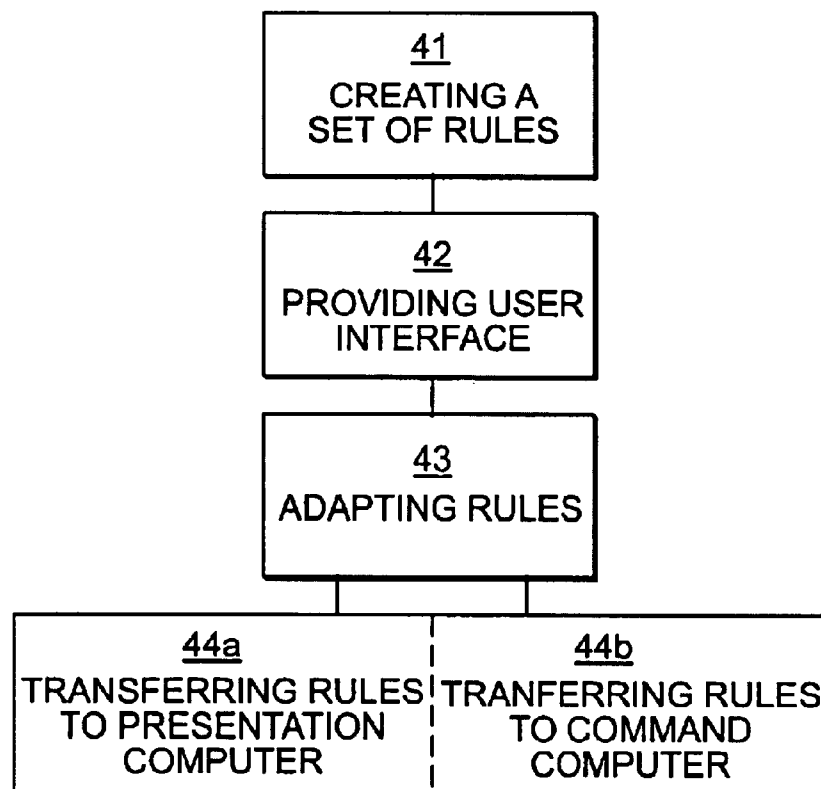 41
CREATING A
SET OF RULES
42
PROVIDING USER
INTERFACE
43
ADAPTING RULES
44a
TRANSFERRING RULES
TO PRESENTATION
COMPUTER
44b
TRANFERRING RULES
TO COMMAND
COMPUTER